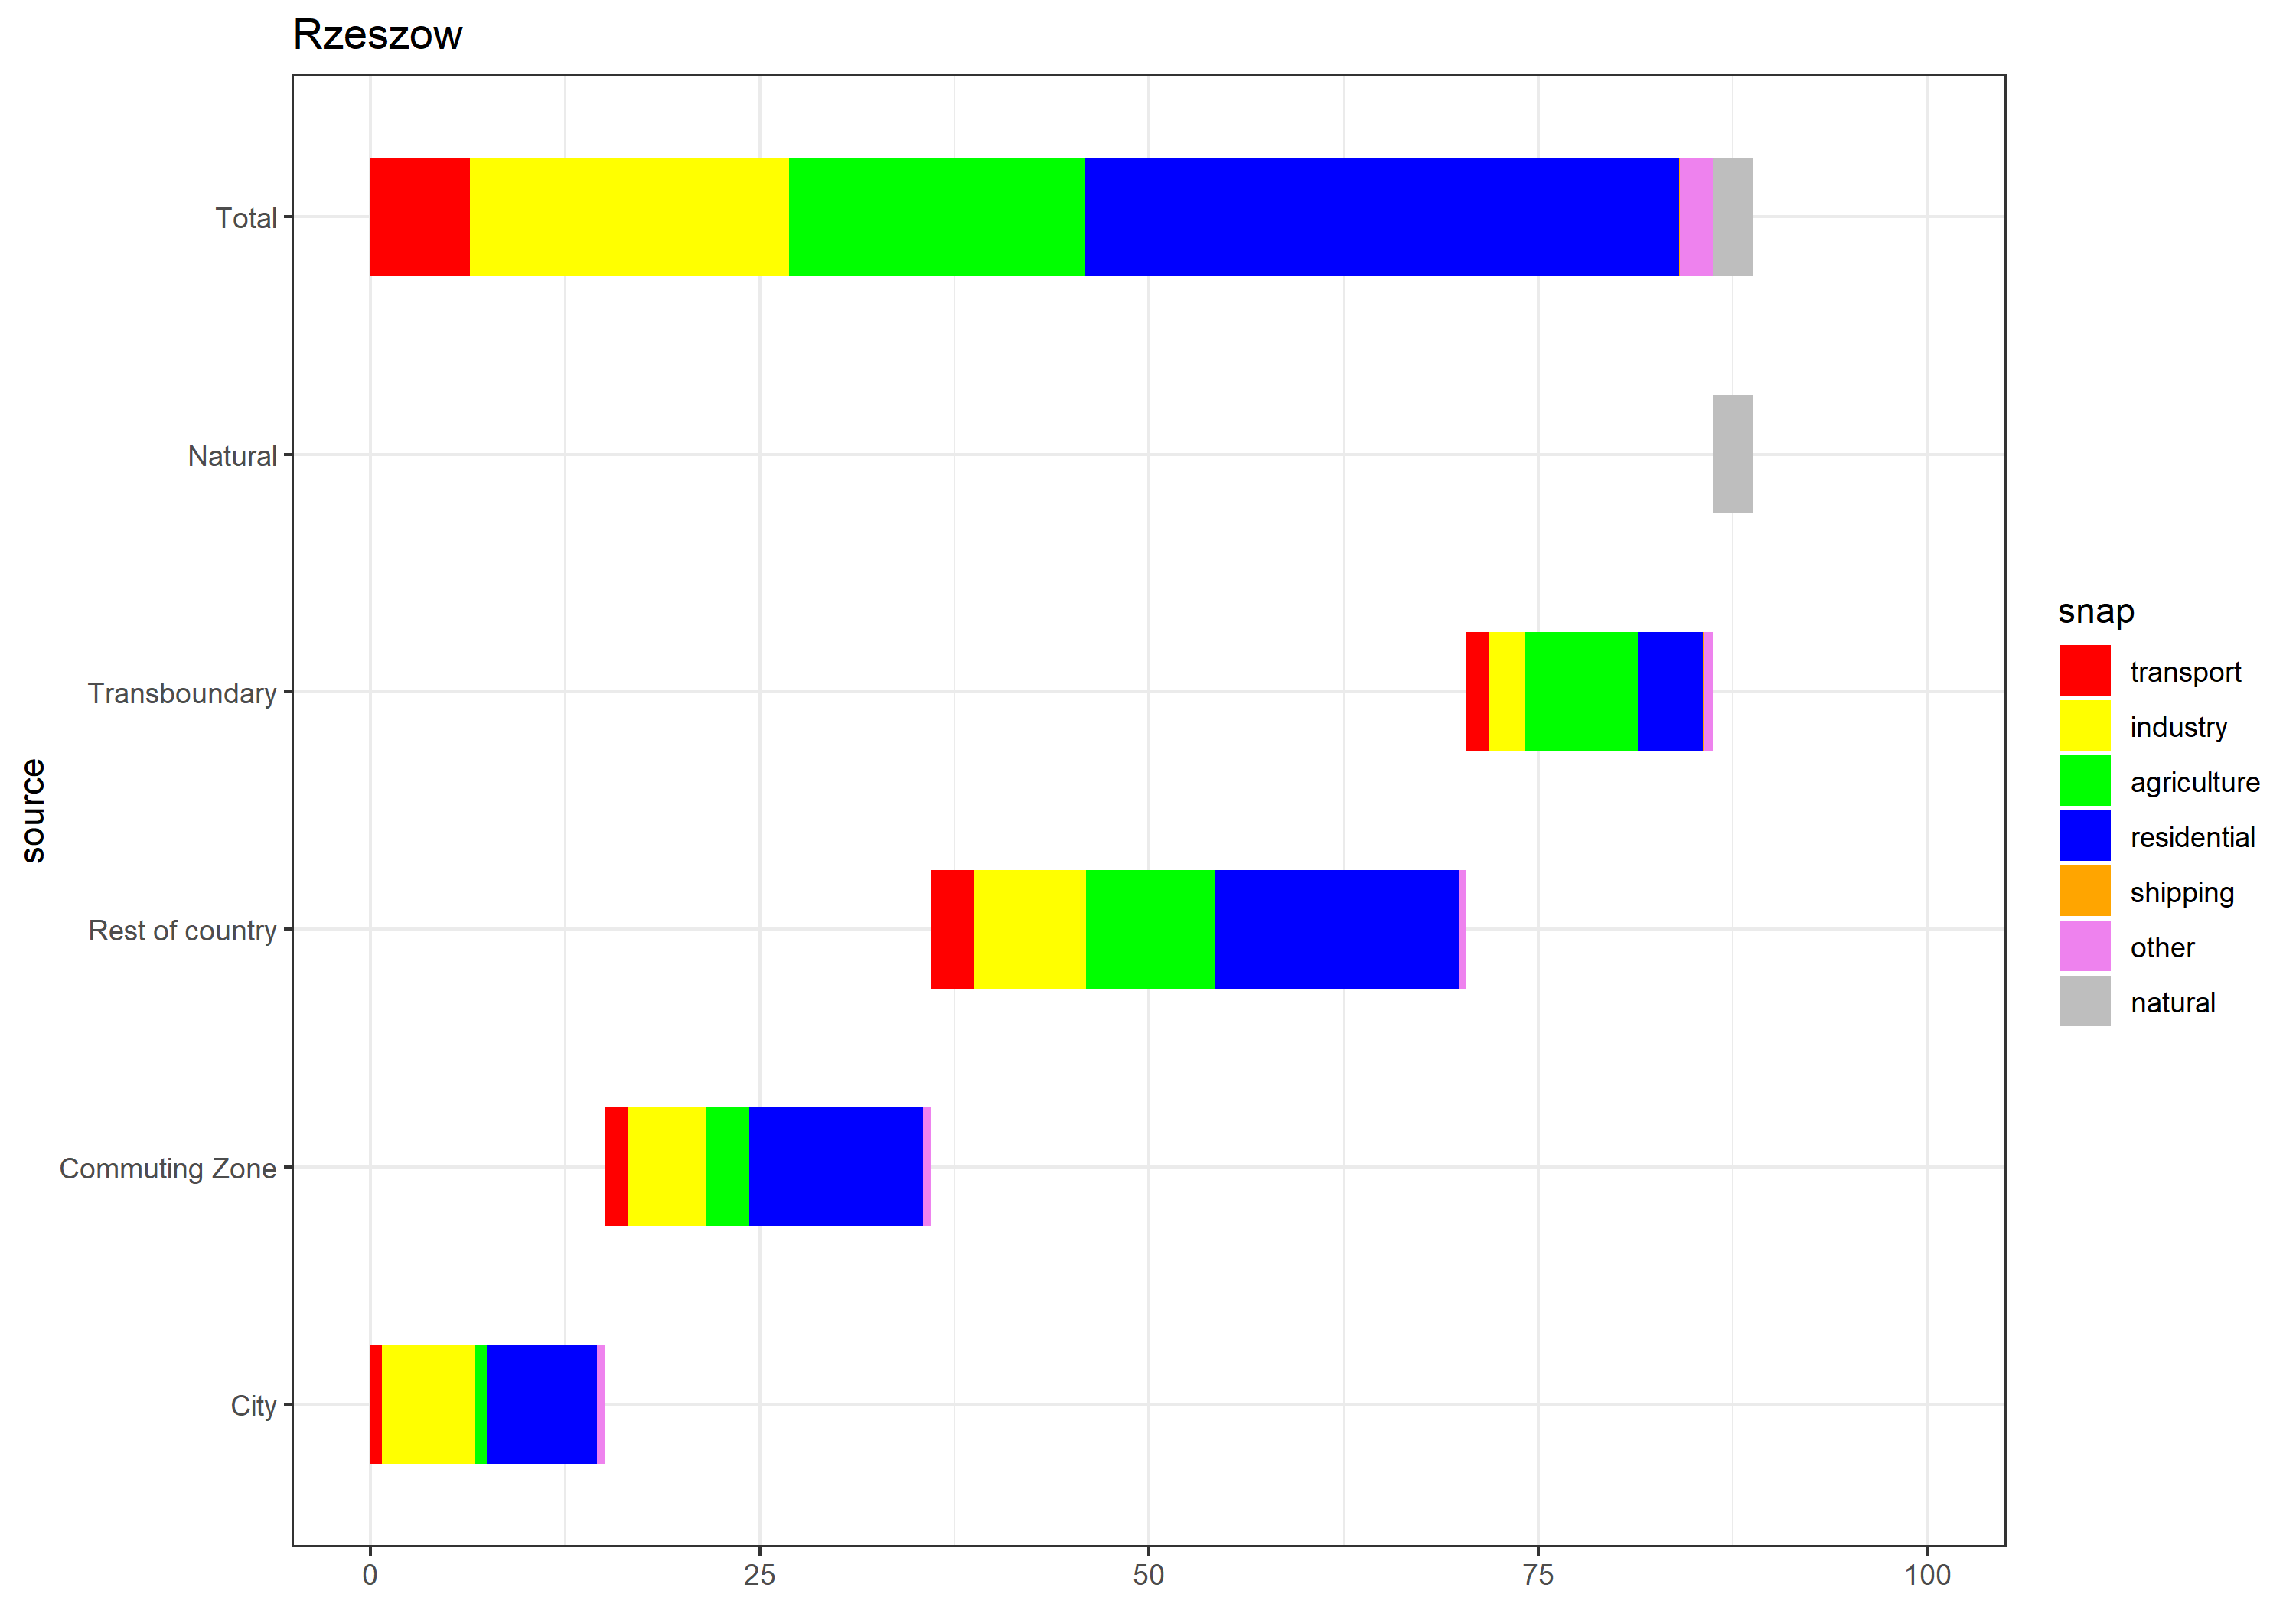 Rzeszow
Total
Natural
Transboundary
Rest of country
Commuting Zone
City
source
0 25 50 75 100
snap
transport
industry
agriculture
residential
shipping
other
natural